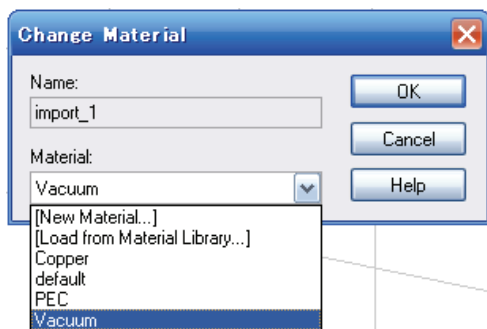 Change Material
Name:
import_1
Material:
Vacuum
[New Material...]
[Load from Material Library...]
Copper
default
PEC
Vacuum
OK
Cancel
Help